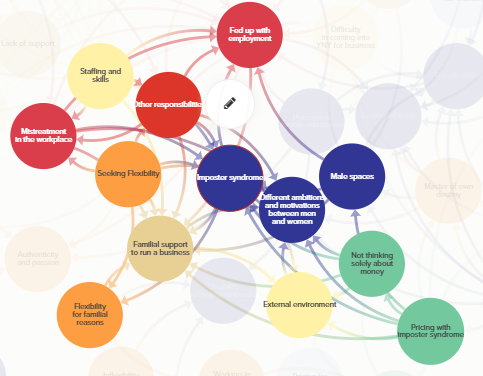 Fed up with
employment
Difficulty
Lack of support
Staffing and
skills
Other responsibilities
Mistreatment
in the workplace
Seeking Flexibility
Impostor syndrome
Male spaces
Different ambitions
and motivations
between men
and women
Familial support
to run a business
Authenticity
and passion
Not thinking
solely about
money
Flexibility
for familial
reasons
External environment
Pricing with
imposter syndrome